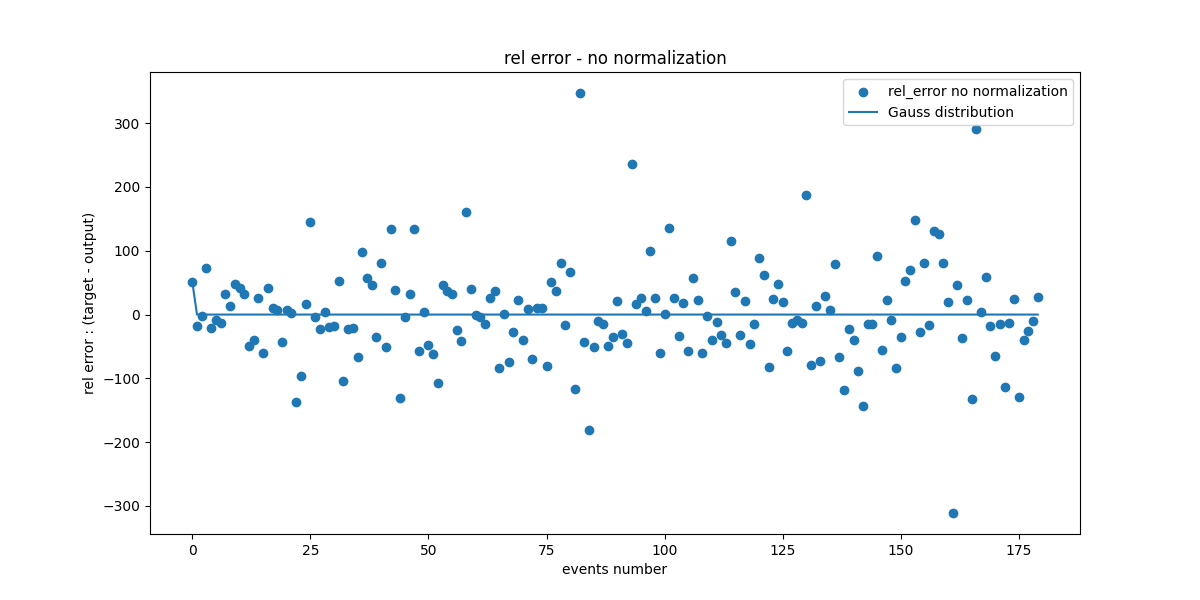 rel error - no normalization
rel_error no normalization
Gauss distribution
rel error : (target - output)
300
200
100
0
−100
−200
−300
0 25 50 75 100 125 150 175
events number